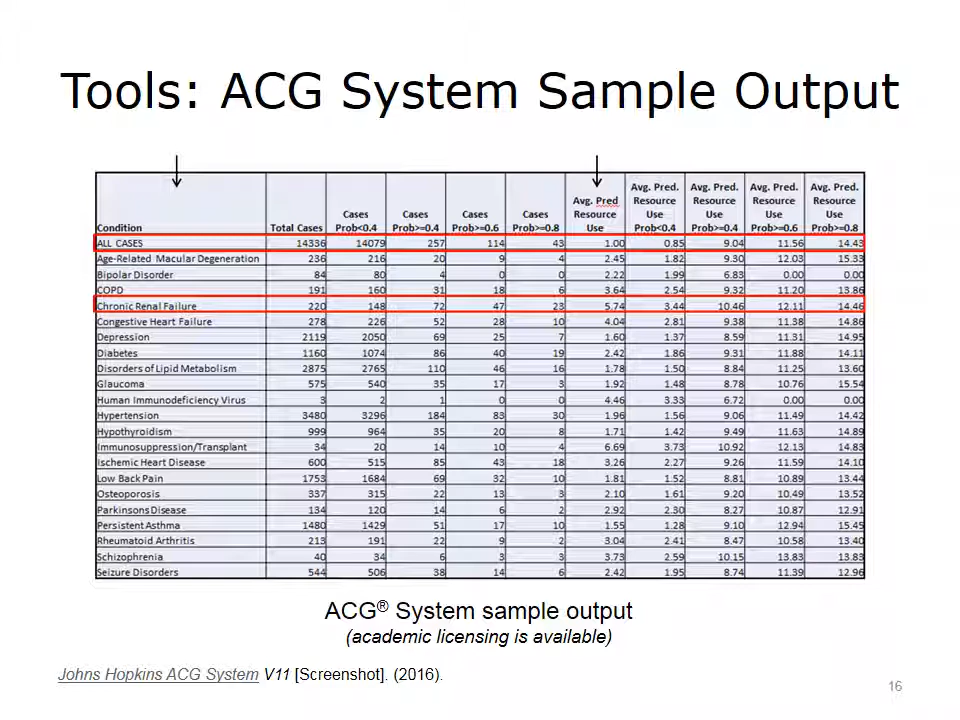 Tools: ACG System Sample Output
Condition Total Cases Cases Prob<0.4 Cases Prob>=0.4 Cases Prob>=0.6 Cases Prob>=0.8 Avg. Pred Resource Use Avg. Pred. Resource Use Prob<0.4 Avg. Pred. Resource Use Prob>=0.4 Avg. Pred. Resource Use Prob>=0.6 Avg. Pred. Resource Use Prob>=0.8
ALL CASES 14336 14079 257 114 43 1.00 0.85 9.04 11.56 14.43
Age-Related Macular Degeneration 236 216 20 9 4 2.45 1.82 9.30 12.03 15.33
Bipolar Disorder 84 80 4 0 0 2.22 1.99 6.83 0.00 0.00
COPD 191 160 31 18 6 3.64 2.54 9.32 11.20 13.86
Chronic Renal Failure 220 148 72 47 23 5.74 3.44 10.46 12.11 14.46
Congestive Heart Failure 278 226 52 28 10 4.04 2.81 9.38 11.38 14.86
Depression 2119 2050 69 25 7 1.60 1.37 8.59 11.31 14.95
Diabetes 1160 1074 86 40 19 2.42 1.86 9.31 11.88 14.11
Disorders of Lipid Metabolism 2875 2765 110 46 16 1.78 1.50 8.84 11.25 13.60
Glaucoma 575 540 35 17 3 1.92 1.48 8.78 10.76 15.54
Human Immunodeficiency Virus 3 2 1 0 0 4.46 3.33 6.72 0.00 0.00
Hypertension 3480 3296 184 83 30 1.96 1.56 9.06 11.49 14.42
Hypothyroidism 999 964 35 20 8 1.71 1.42 9.49 11.63 14.89
Immunosuppression/Transplant 34 20 14 10 4 6.69 3.73 10.92 12.13 14.83
Ischemic Heart Disease 600 515 85 43 18 3.26 2.27 9.26 11.59 14.10
Low Back Pain 1753 1684 69 32 10 1.81 1.52 8.81 10.89 13.44
Osteoporosis 337 315 22 13 3 2.10 1.61 9.20 10.49 13.52
Parkinsons Disease 134 120 14 6 2 2.92 2.30 8.27 10.87 12.91
Persistent Asthma 1480 1429 51 17 10 1.55 1.28 9.10 12.94 15.45
Rheumatoid Arthritis 213 191 22 9 2 3.04 2.41 8.47 10.58 13.40
Schizophrenia 40 34 6 3 3 3.73 2.59 10.15 13.83 13.83
Seizure Disorders 544 506 38 14 6 2.42 1.95 8.74 11.39 12.96
ACG® System sample output
(academic licensing is available)
Johns Hopkins ACG System V11 [Screenshot]. (2016).
16